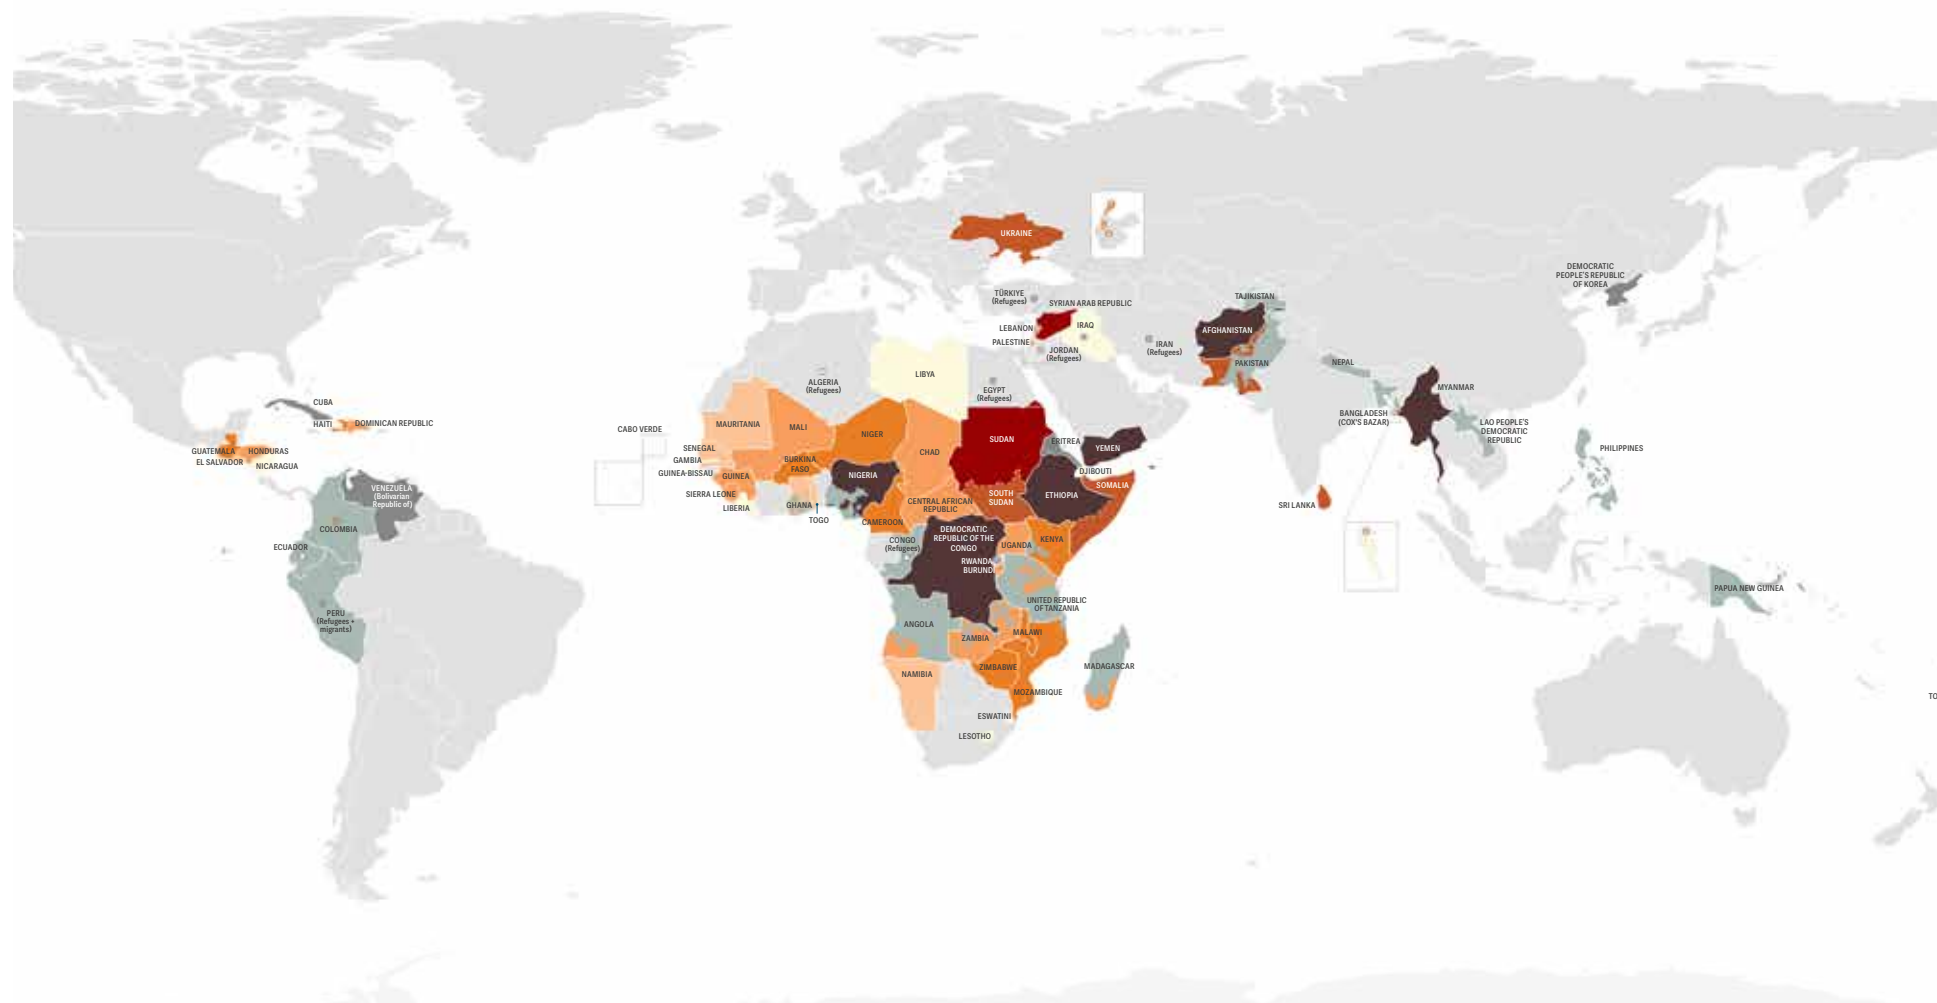 UKRAINE
DEMOCRATIC
PEOPLE'S REPUBLIC
OF KOREA
TÜRKİYE
(Refugees)
SYRIAN ARAB REPUBLIC
TAJIKISTAN
LEBANON
IRAQ
AFGHANISTAN
PALESTINE
JORDAN
(Refugees)
IRAN
(Refugees)
PAKISTAN
NEPAL
LIBYA
ALGERIA
(Refugees)
EGYPT
(Refugees)
MYANMAR
CUBA
HAITI
DOMINICAN REPUBLIC
BANGLADESH
(COX'S BAZAR)
LAO PEOPLE'S
DEMOCRATIC
REPUBLIC
CABO VERDE
MAURITANIA
MALI
NIGER
CHAD
SUDAN
ERITREA
YEMEN
PHILIPPINES
GUATEMALA
HONDURAS
EL SALVADOR
NICARAGUA
SENEGAL
GAMBIA
GUINEA-BISSAU
GUINEA
BURKINA
FASO
NIGERIA
DJIBOUTI
SOMALIA
ETHIOPIA
VENEZUELA
(Bolivarian
Republic of)
SIERRA LEONE
LIBERIA
GHANA
TOGO
CAMEROON
CENTRAL AFRICAN
REPUBLIC
SOUTH
SUDAN
SRI LANKA
COLOMBIA
ECUADOR
CONGO
(Refugees)
DEMOCRATIC
REPUBLIC OF THE
CONGO
UGANDA
KENYA
RWANDA
BURUNDI
PERU
(Refugees +
migrants)
UNITED REPUBLIC
OF TANZANIA
PAPUA NEW GUINEA
ANGOLA
ZAMBIA
MALAWI
NAMIBIA
ZIMBABWE
MADAGASCAR
MOZAMBIQUE
ESWATINI
LESOTHO
TO